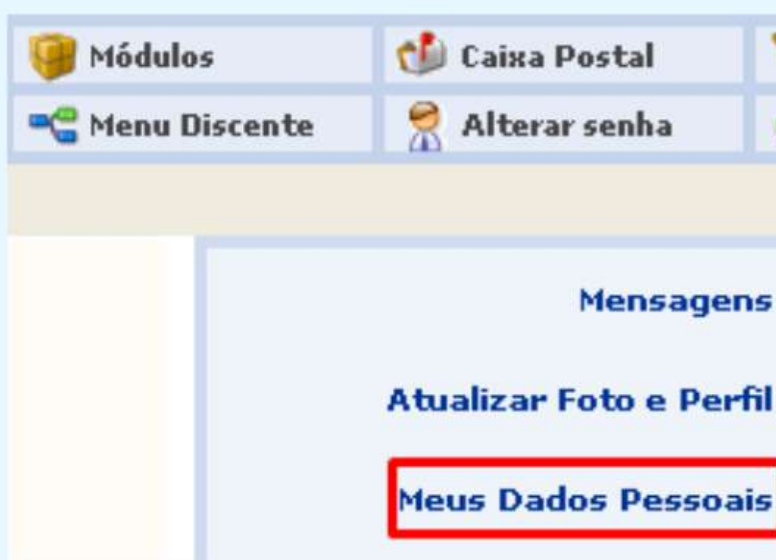 Módulos
Caixa Postal
Menu Discente
Alterar senha
Mensagens
Atualizar Foto e Perfil
Meus Dados Pessoais